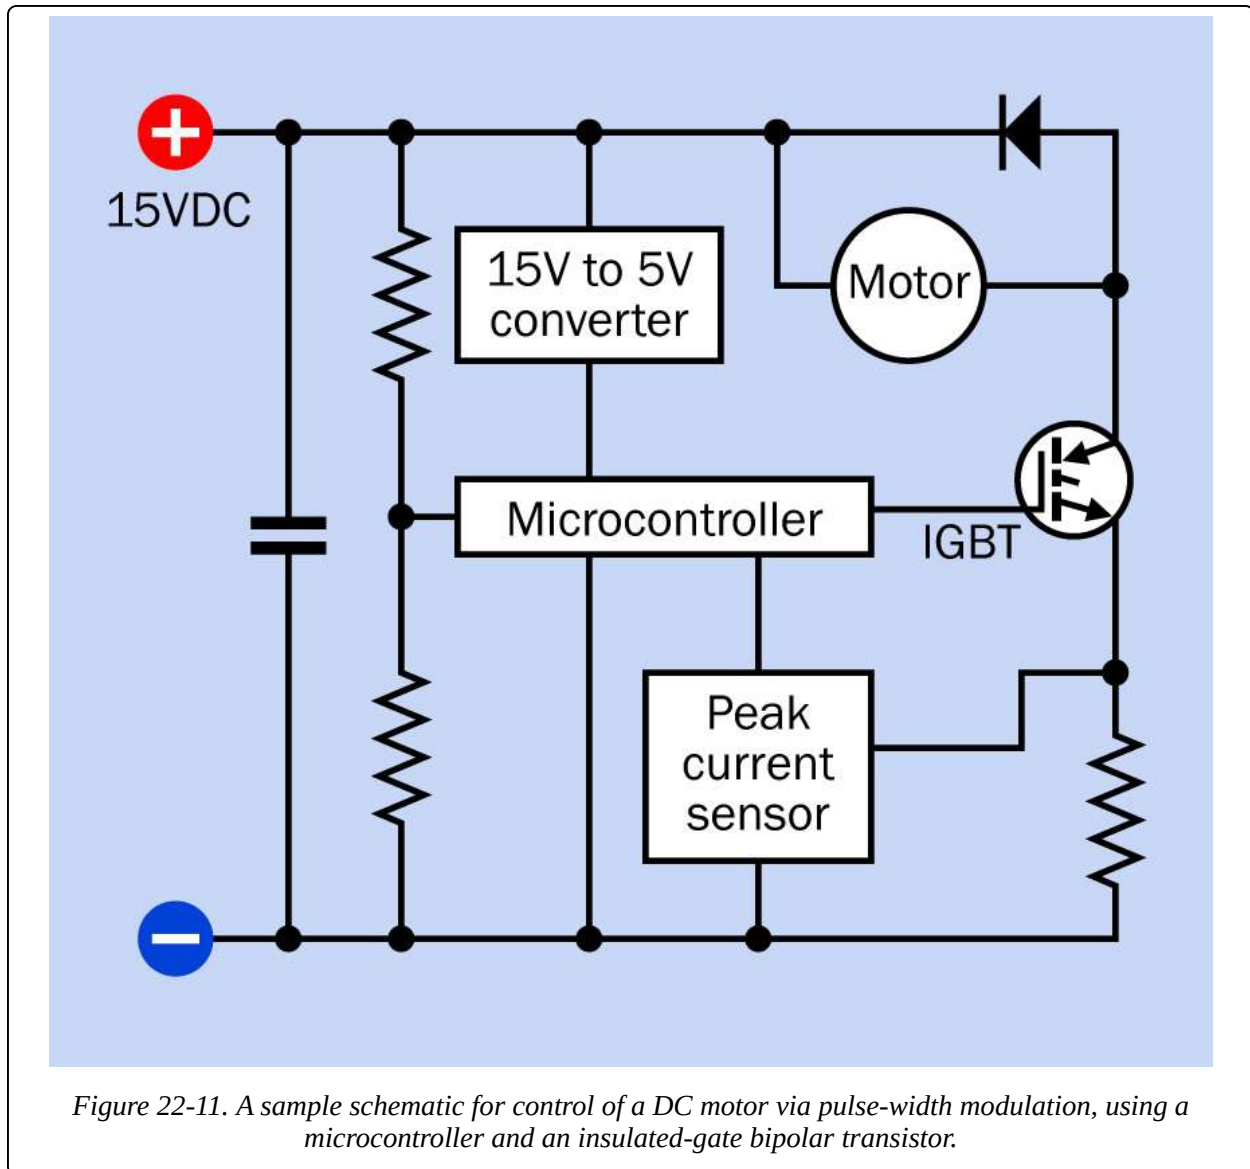 15VDC
15V to 5V
converter
Motor
Microcontroller
IGBT
Peak
current
sensor
Figure 22-11. A sample schematic for control of a DC motor via pulse-width modulation, using a
microcontroller and an insulated-gate bipolar transistor.